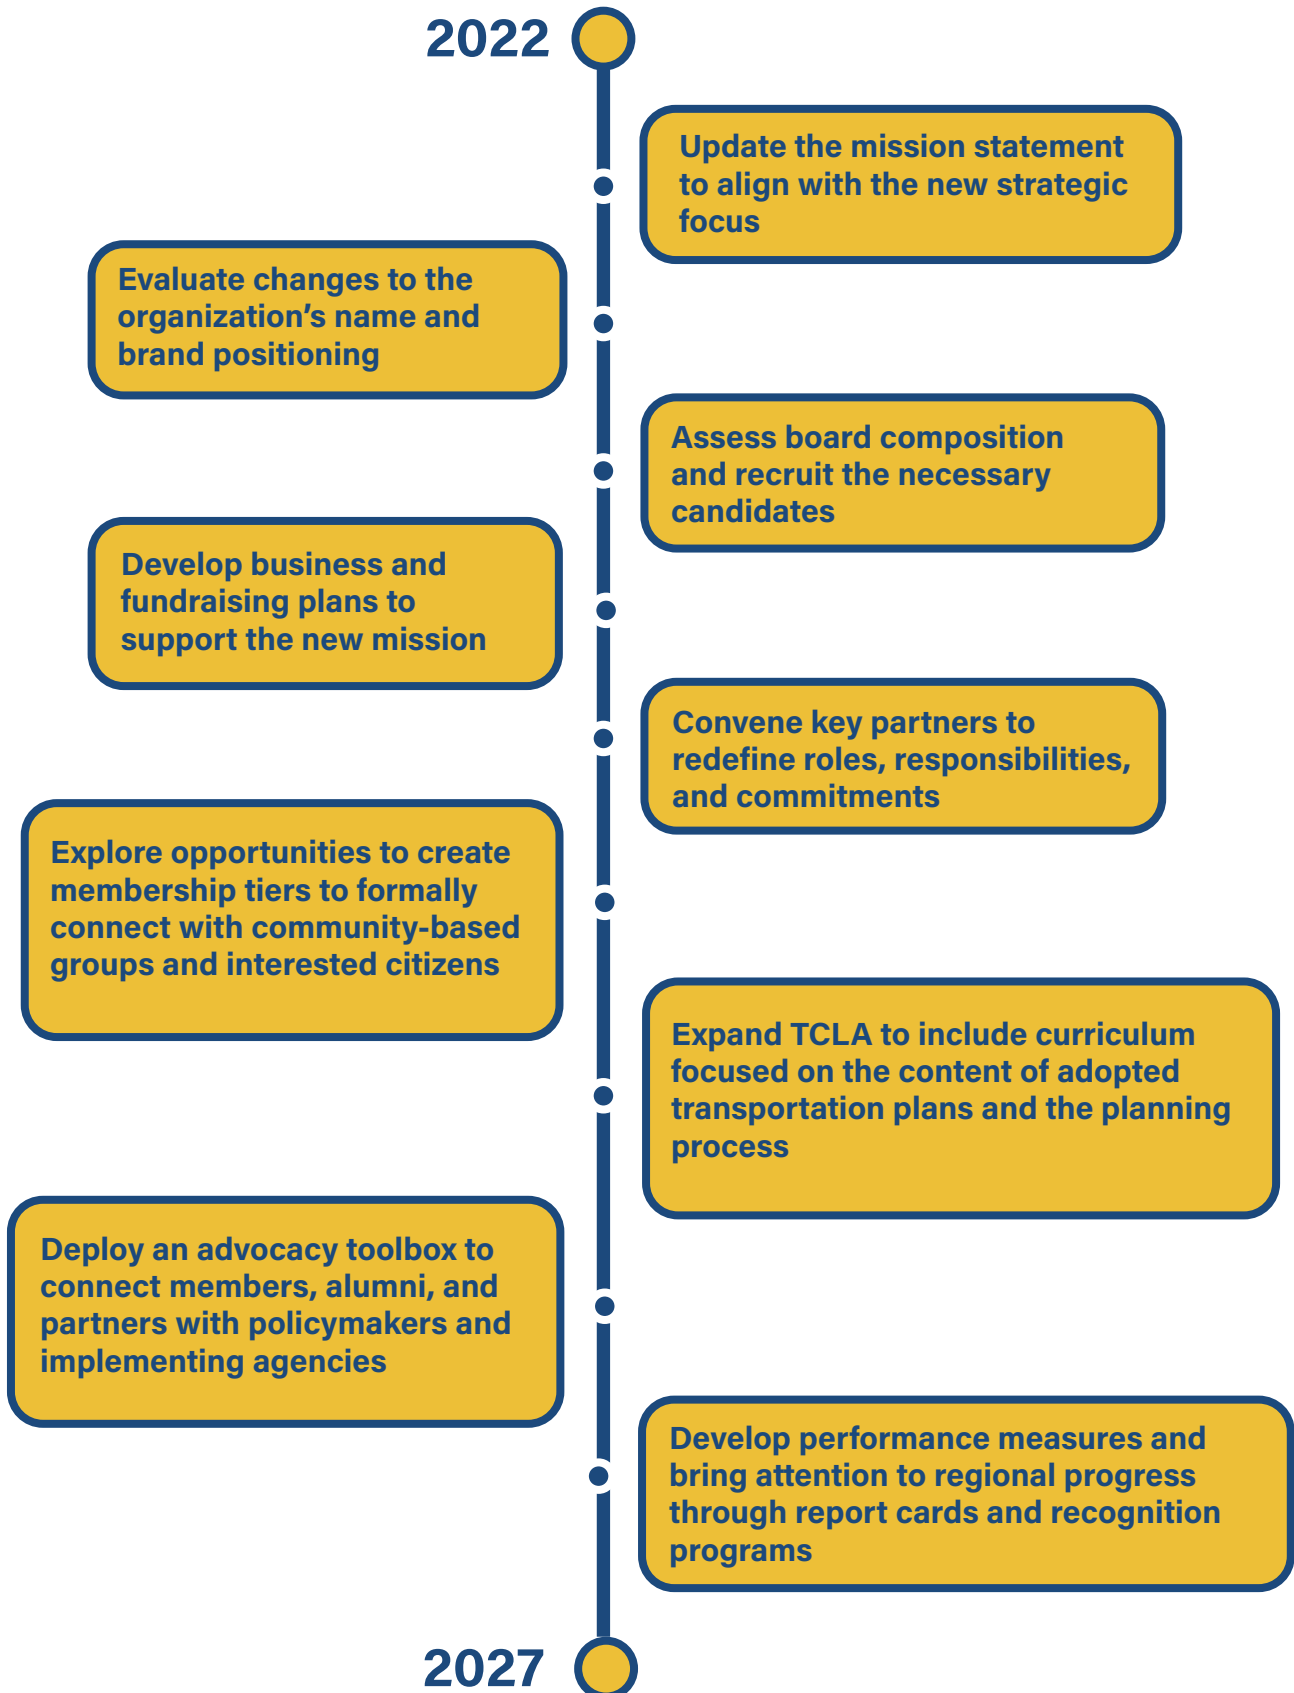 2022
Update the mission statement
to align with the new strategic
focus
Evaluate changes to the
organization’s name and
brand positioning
Assess board composition
and recruit the necessary
candidates
Develop business and
fundraising plans to
support the new mission
Convene key partners to
redefine roles, responsibilities,
and commitments
Explore opportunities to create
membership tiers to formally
connect with community-based
groups and interested citizens
Expand TCLA to include curriculum
focused on the content of adopted
transportation plans and the planning
process
Deploy an advocacy toolbox to
connect members, alumni, and
partners with policymakers and
implementing agencies
Develop performance measures and
bring attention to regional progress
through report cards and recognition
programs
2027